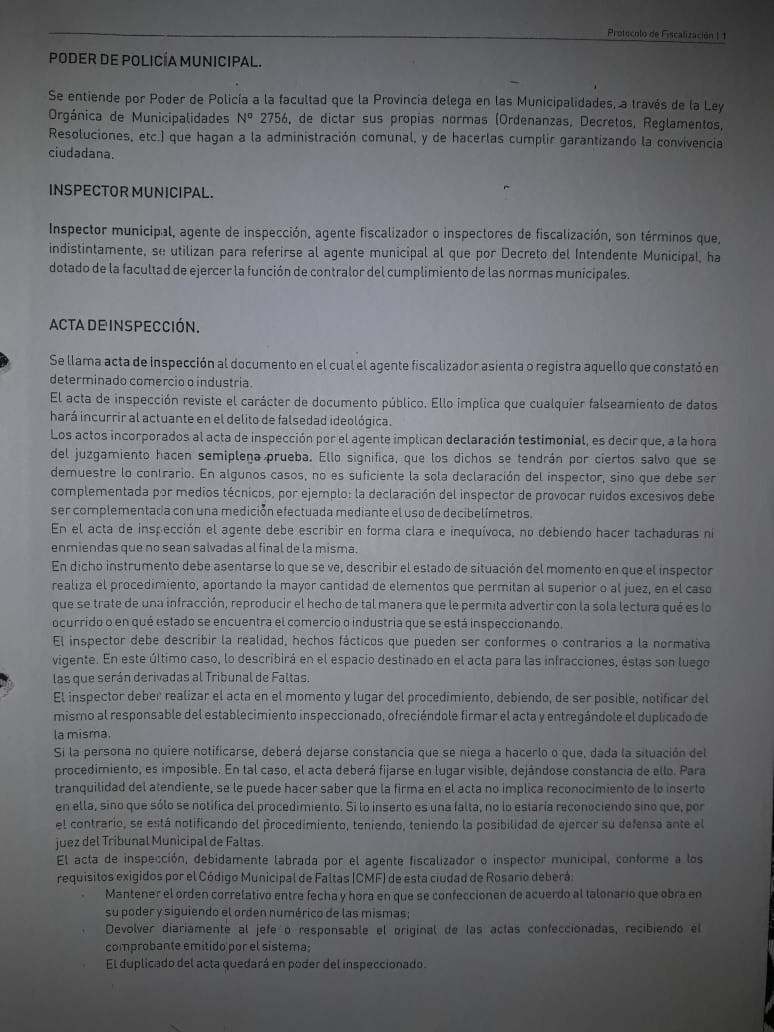 Protocolo de Fiscalización | 1
PODER DE POLICÍA MUNICIPAL.
Se entiende por Poder de Policía a la facultad que la Provincia delega en las Municipalidades, a través de la Ley
Orgánica de Municipalidades Nº 2756, de dictar sus propias normas (Ordenanzas, Decretos, Reglamentos,
Resoluciones, etc.) que hagan a la administración comunal, y de hacerlas cumplir garantizando la convivencia
ciudadana.
INSPECTOR MUNICIPAL.
Inspector municipal, agente de inspección, agente fiscalizador o inspectores de fiscalización, son términos que,
indistintamente, se utilizan para referirse al agente municipal al que por Decreto del Intendente Municipal, ha
dotado de la facultad de ejercer la función de contralor del cumplimiento de las normas municipales.
ACTA DE INSPECCIÓN.
Se llama acta de inspección al documento en el cual el agente fiscalizador asienta o registra aquello que constató en
determinado comercio o industria.
El acta de inspección reviste el carácter de documento público. Ello implica que cualquier falseamiento de datos
hará incurrir al actuante en el delito de falsedad ideológica.
Los actos incorporados al acta de inspección por el agente implican declaración testimonial, es decir que, a la hora
del juzgamiento hacen semiplena prueba. Ello significa, que los dichos se tendrán por ciertos salvo que se
demuestre lo contrario. En algunos casos, no es suficiente la sola declaración del inspector, sino que debe ser
complementada por medios técnicos, por ejemplo: la declaración del inspector de provocar ruidos excesivos debe
ser complementada con una medición efectuada mediante el uso de decibelímetros.
En el acta de inspección el agente debe escribir en forma clara e inequívoca, no debiendo hacer tachaduras ni
enmiendas que no sean salvadas al final de la misma.
En dicho instrumento debe asentarse lo que se ve, describir el estado de situación del momento en que el inspector
realiza el procedimiento, aportando la mayor cantidad de elementos que permitan al superior o al juez, en el caso
que se trate de una infracción, reproducir el hecho de tal manera que le permita advertir con la sola lectura qué es lo
ocurrido o en qué estado se encuentra el comercio o industria que se está inspeccionando.
El inspector debe describir la realidad, hechos fácticos que pueden ser conformes o contrarios a la normativa
vigente. En este último caso, lo describirá en el espacio destinado en el acta para las infracciones, éstas son luego
las que serán derivadas al Tribunal de Faltas.
El inspector deber realizar el acta en el momento y lugar del procedimiento, debiendo, de ser posible, notificar del
mismo al responsable del establecimiento inspeccionado, ofreciéndole firmar el acta y entregándole el duplicado de
la misma.
Si la persona no quiere notificarse, deberá dejarse constancia que se niega a hacerlo o que, dada la situación del
procedimiento, es imposible. En tal caso, el acta deberá fijarse en lugar visible, dejándose constancia de ello. Para
tranquilidad del atendiente, se le puede hacer saber que la firma en el acta no implica reconocimiento de lo inserto
en ella, sino que sólo se notifica del procedimiento. Si lo inserto es una falta, no lo estaría reconociendo sino que, por
el contrario, se está notificando del procedimiento, teniendo, teniendo la posibilidad de ejercer su defensa ante el
juez del Tribunal Municipal de Faltas.
El acta de inspección, debidamente labrada por el agente fiscalizador o inspector municipal, conforme a los
requisitos exigidos por el Código Municipal de Faltas (CMF) de esta ciudad de Rosario deberá:
· Mantener el orden correlativo entre fecha y hora en que se confeccionen de acuerdo al talonario que obra en
su poder y siguiendo el orden numérico de las mismas;
· Devolver diariamente al jefe o responsable el original de las actas confeccionadas, recibiendo el
comprobante emitido por el sistema;
· El duplicado del acta quedará en poder del inspeccionado.